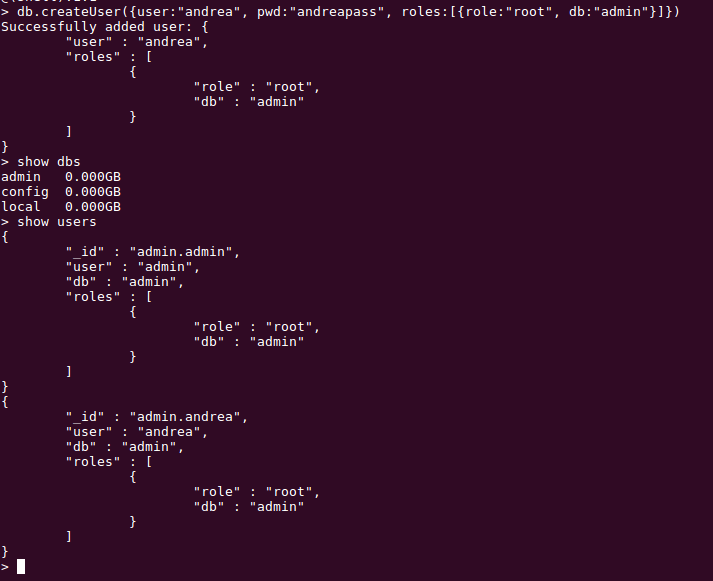 > db.createUser({user:"andrea", pwd:"andreapass", roles:[{role:"root", db:"admin"}]})
Successfully added user: {
        "user" : "andrea",
        "roles" : [
                {
                        "role" : "root",
                        "db" : "admin"
                }
        ]
}
> show dbs
admin   0.000GB
config  0.000GB
local   0.000GB
> show users
{
        "_id" : "admin.admin",
        "user" : "admin",
        "db" : "admin",
        "roles" : [
                {
                        "role" : "root",
                        "db" : "admin"
                }
        ]
}
{
        "_id" : "admin.andrea",
        "user" : "andrea",
        "db" : "admin",
        "roles" : [
                {
                        "role" : "root",
                        "db" : "admin"
                }
        ]
}
>